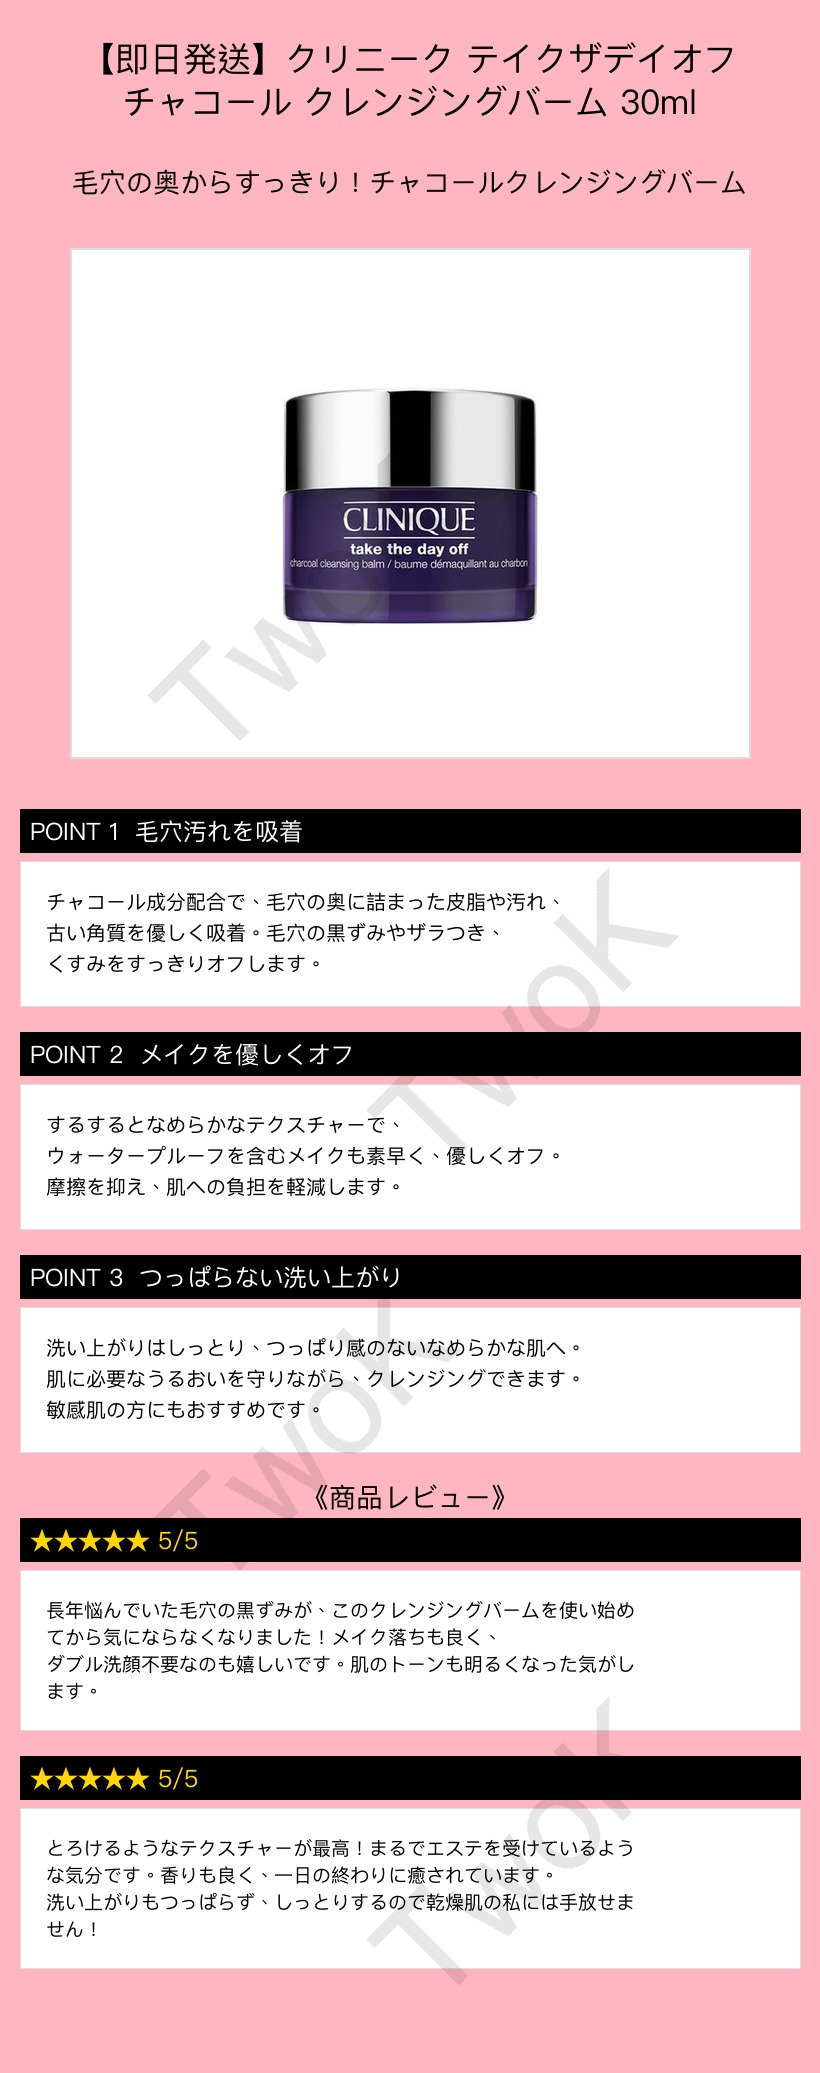 【即日発送】クリニーク テイクザデイオフ
チャコール クレンジングバーム 30ml
毛穴の奥からすっきり！チャコールクレンジングバーム
CLINIQUE
take the day off
charcoal cleansing balm / baume démaquillant au charbon
TwoK
POINT 1 毛穴汚れを吸着
チャコール成分配合で、毛穴の奥に詰まった皮脂や汚れ、
古い角質を優しく吸着。毛穴の黒ずみやザラつき、
くすみをすっきりオフします。
TwoK
POINT 2 メイクを優しくオフ
するするとなめらかなテクスチャーで、
ウォータープルーフを含むメイクも素早く、優しくオフ。
摩擦を抑え、肌への負担を軽減します。
POINT 3 つっぱらない洗い上がり
洗い上がりはしっとり、つっぱり感のないなめらかな肌へ。
肌に必要なうるおいを守りながら、クレンジングできます。
敏感肌の方にもおすすめです。
TwoK
《商品レビュー》
★★★★★ 5/5
長年悩んでいた毛穴の黒ずみが、このクレンジングバームを使い始め
てから気にならなくなりました！メイク落ちも良く、
ダブル洗顔不要なのも嬉しいです。肌のトーンも明るくなった気がし
ます。
★★★★★ 5/5
とろけるようなテクスチャーが最高！まるでエステを受けているよう
な気分です。香りも良く、一日の終わりに癒されています。
洗い上がりもつっぱらず、しっとりするので乾燥肌の私には手放せま
せん！
TwoK